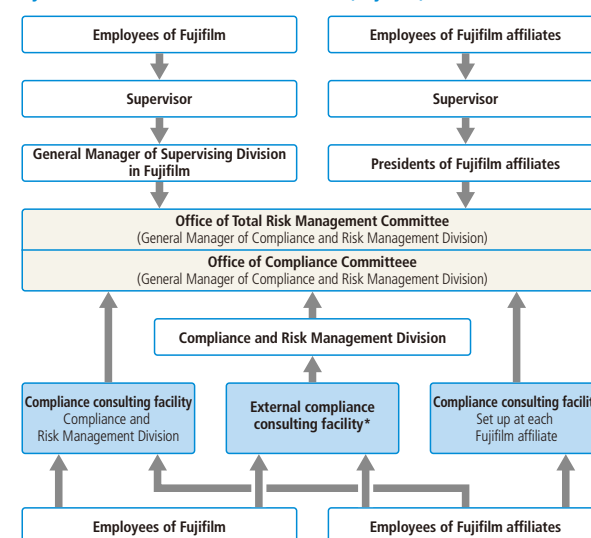 Employees of Fujifilm
Employees of Fujifilm affiliates
Supervisor
Supervisor
General Manager of Supervising Division
in Fujifilm
Presidents of Fujifilm affiliates
Office of Total Risk Management Committee
(General Manager of Compliance and Risk Management Division)
Office of Compliance Committeee
(General Manager of Compliance and Risk Management Division)
Compliance and Risk Management Division
Compliance consulting facility
Compliance and
Risk Management Division
External compliance
consulting facility*
Compliance consulting
Set up at each
Fujifilm affiliate
Employees of Fujifilm
Employees of Fujifilm affiliates